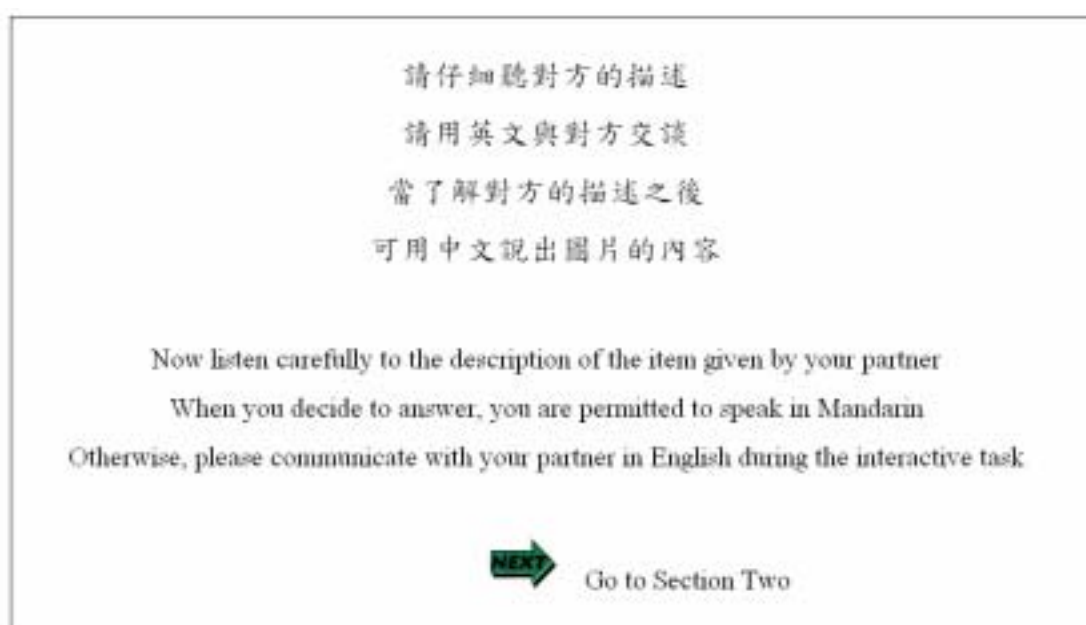 請仔細聽對方的描述
請用英文與對方交談
當了解對方的描述之後
可用中文說出圖片的內容
Now listen carefully to the description of the item given by your partner
When you decide to answer, you are permitted to speak in Mandarin
Otherwise, please communicate with your partner in English during the interactive task
NEXT Go to Section Two